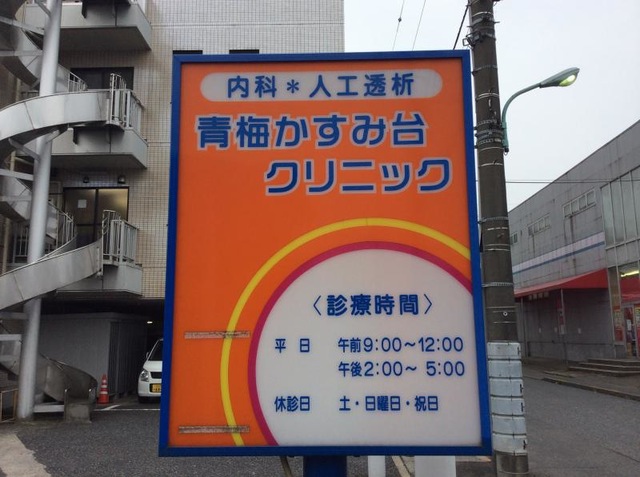 内科＊人工透析
青梅かすみ台
クリニック
〈診療時間〉
平 日 午前 9:00～12:00
午後 2:00～ 5:00
休診日 土・日曜日・祝日